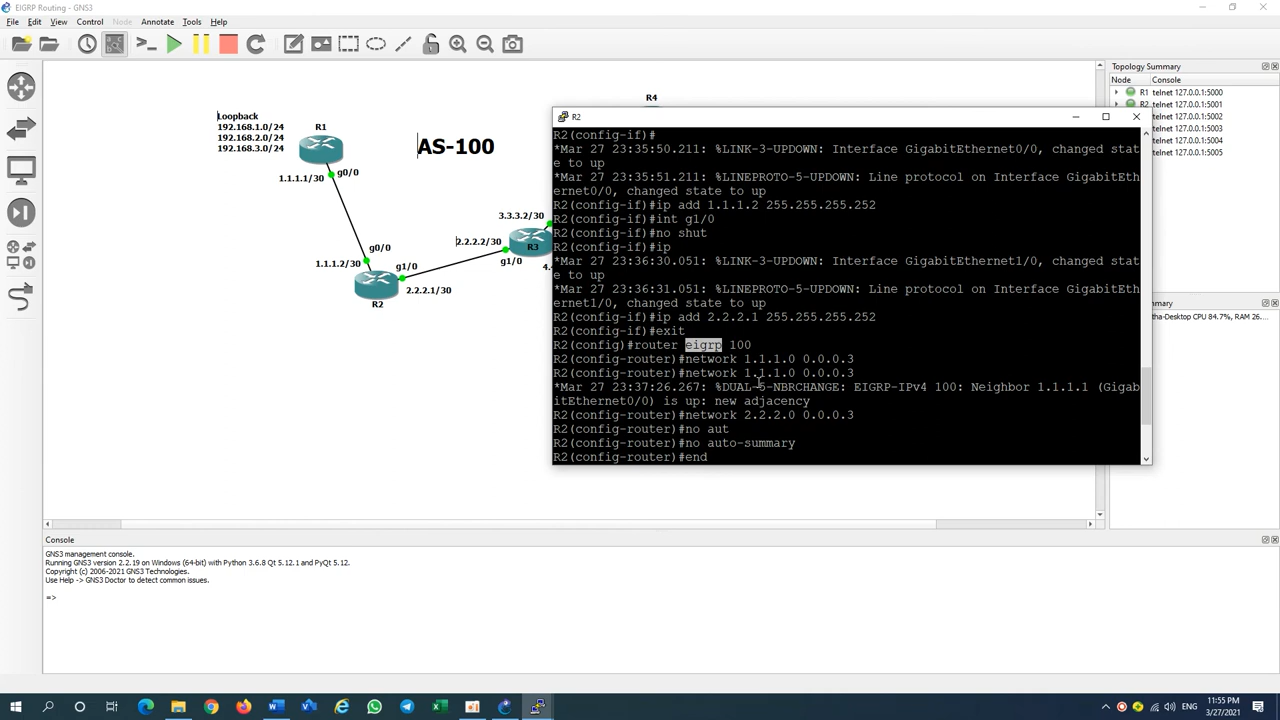 EIGRP Routing - GNS3
File Edit View Control Node Annotate Tools Help
Topology Summary
Node Console
R1 telnet 127.0.0.1:5000
R2 telnet 127.0.0.1:5001
telnet 127.0.0.1:5002
telnet 127.0.0.1:5003
telnet 127.0.0.1:5004
telnet 127.0.0.1:5005
R4
Loopback
192.168.1.0/24
192.168.2.0/24
192.168.3.0/24
R1
AS-100
g0/0
1.1.1.1/30
3.3.3.2/30
2.2.2.2/30
R3
g0/0
g1/0
1.1.1.2/30
g1/0
2.2.2.1/30
R2
R2
R2(config-if)#
*Mar 27 23:35:50.211: %LINK-3-UPDOWN: Interface GigabitEthernet0/0, changed stat
e to up
*Mar 27 23:35:51.211: %LINEPROTO-5-UPDOWN: Line protocol on Interface GigabitEth
ernet0/0, changed state to up
R2(config-if)#ip add 1.1.1.2 255.255.255.252
R2(config-if)#int g1/0
R2(config-if)#no shut
R2(config-if)#ip
*Mar 27 23:36:30.051: %LINK-3-UPDOWN: Interface GigabitEthernet1/0, changed stat
e to up
*Mar 27 23:36:31.051: %LINEPROTO-5-UPDOWN: Line protocol on Interface GigabitEth
ernet1/0, changed state to up
R2(config-if)#ip add 2.2.2.1 255.255.255.252
R2(config-if)#exit
R2(config)#router eigrp 100
R2(config-router)#network 1.1.1.0 0.0.0.3
R2(config-router)#network 1.1.1.0 0.0.0.3
*Mar 27 23:37:26.267: %DUAL-5-NBRCHANGE: EIGRP-IPv4 100: Neighbor 1.1.1.1 (Gigab
itEthernet0/0) is up: new adjacency
R2(config-router)#network 2.2.2.0 0.0.0.3
R2(config-router)#no aut
R2(config-router)#no auto-summary
R2(config-router)#end
CPU 84.7%, RAM 26....
Console
GNS3 management console.
Running GNS3 version 2.2.19 on Windows (64-bit) with Python 3.6.8 Qt 5.12.1 and PyQt 5.12.
Copyright (c) 2006-2021 GNS3 Technologies.
Use Help -> GNS3 Doctor to detect common issues.
=>
11:55 PM
3/27/2021